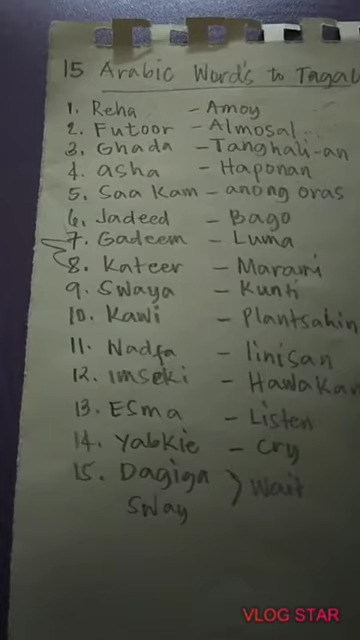 15 Arabic Word's to Tagal
1. Reha - Amoy
2. Futoor - Almosal
3. Ghada - Tanghali-an
4. asha - Haponan
5. Saa Kam - anong oras
6. Jadeed - Bago
7. Gadeem - Luma
8. Kateer - Marami
9. Swaya - Kunti
10. Kawi - Plantsahin
11. Nadfa - linisan
12. imseki - Hawakan
13. Esma - Listen
14. Yabkie - Cry
15. Dagiga } Wait
Sway
VLOG STAR